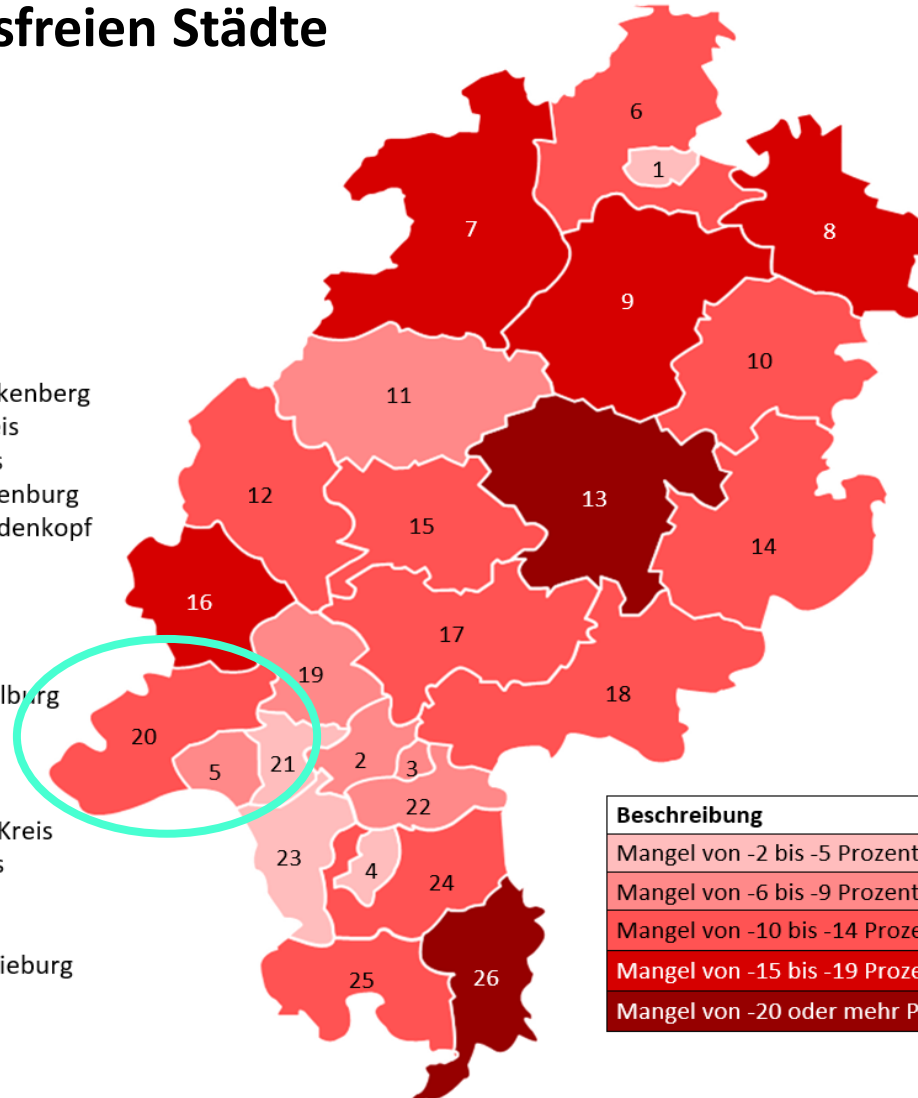 sfreien Städte
6
1
7
8
9
10
kenberg
11
eis
s
enburg
12
13
denkopf
15
14
16
17
19
lburg
18
20
5
21
2
3
22
Kreis
23
s
4
24
ieburg
25
26
Beschreibung
Mangel von -2 bis -5 Prozent
Mangel von -6 bis -9 Prozent
Mangel von -10 bis -14 Proze
Mangel von -15 bis -19 Proze
Mangel von -20 oder mehr P